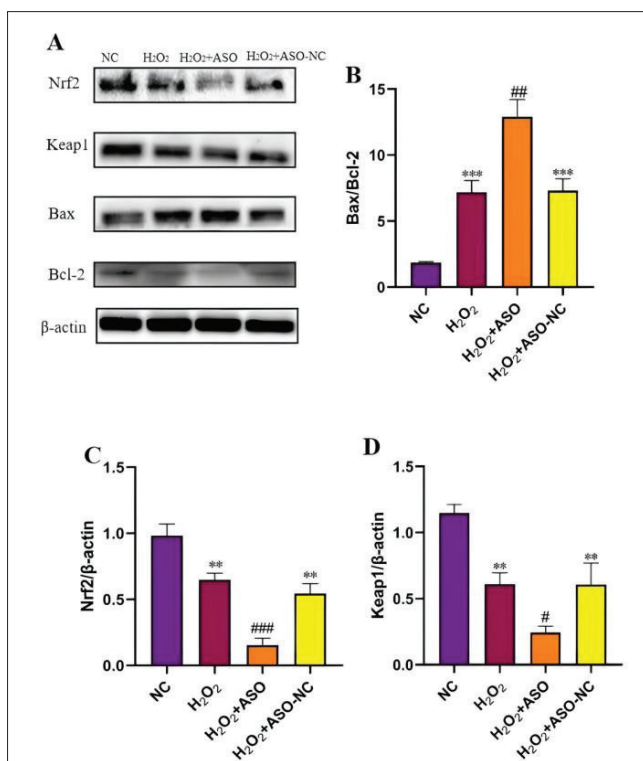 A
NC H₂O₂ H₂O₂+ASO H₂O₂+ASO-NC
Nrf2
Keap1
Bax
Bcl-2
β-actin
B
Bax/Bcl-2
15
10
5
0
***
##
***
NC H₂O₂ H₂O₂+ASO H₂O₂+ASO-NC
C
Nrf2/β-actin
1.5
1.0
0.5
0.0
**
###
**
NC H₂O₂ H₂O₂+ASO H₂O₂+ASO-NC
D
Keap1/β-actin
1.5
1.0
0.5
0.0
**
#
**
NC H₂O₂ H₂O₂+ASO H₂O₂+ASO-NC